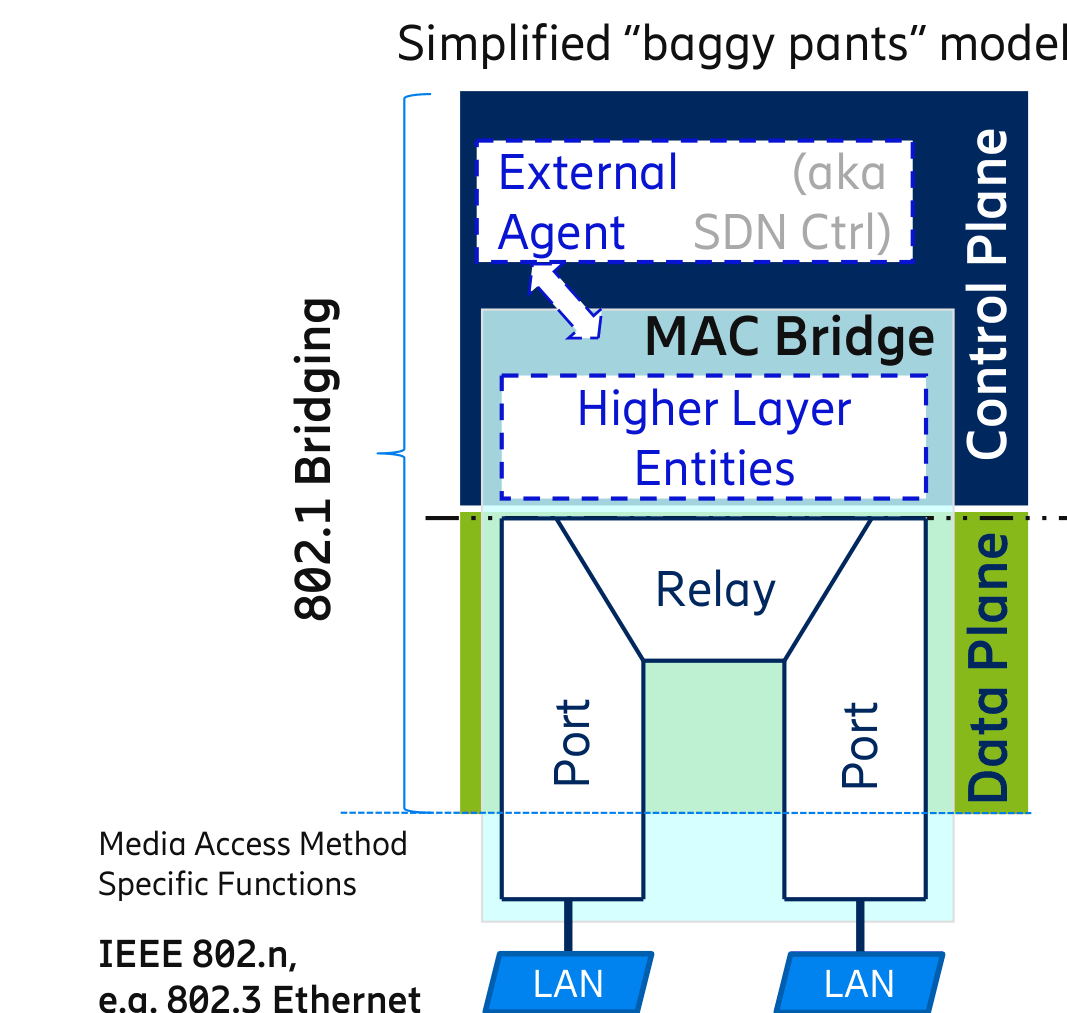 Simplified “baggy pants” model
External (aka
Agent SDN Ctrl)
Control Plane
MAC Bridge
Higher Layer
Entities
802.1 Bridging
Relay
Port
Port
Data Plane
Media Access Method
Specific Functions
IEEE 802.n,
e.g. 802.3 Ethernet
LAN
LAN